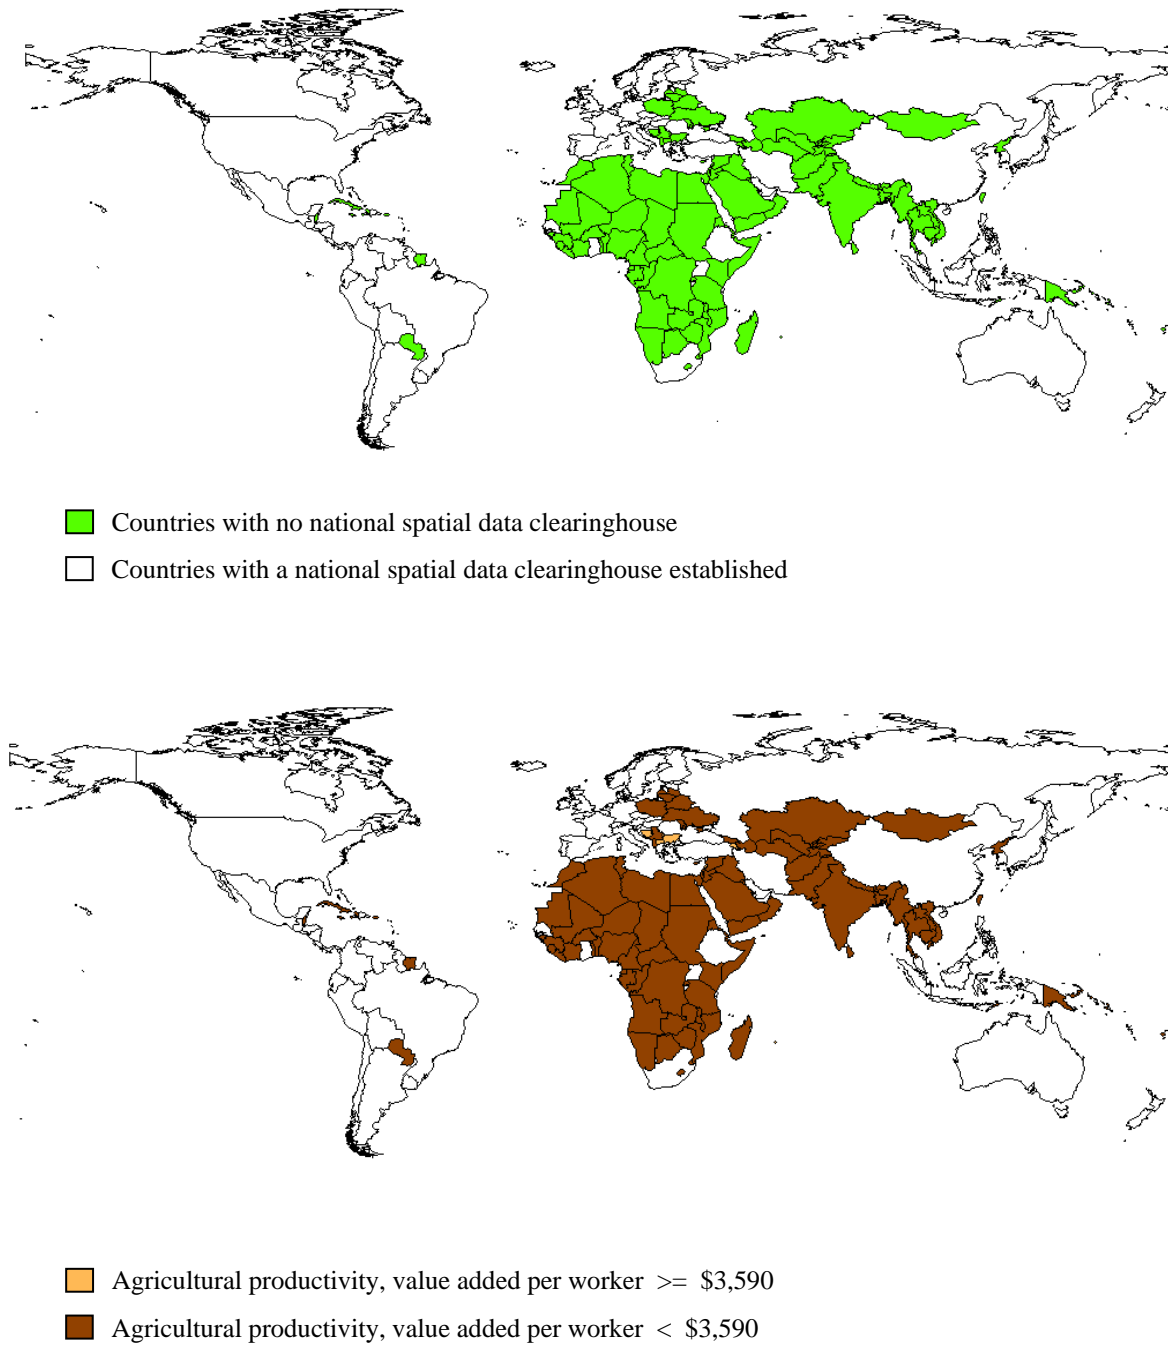 Countries with no national spatial data clearinghouse
Countries with a national spatial data clearinghouse established
Agricultural productivity, value added per worker >= $3,590
Agricultural productivity, value added per worker < $3,590